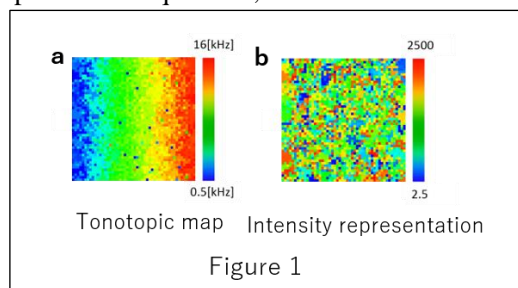 a
16[kHz]
0.5[kHz]
Tonotopic map
b
2500
2.5
Intensity representation
Figure 1